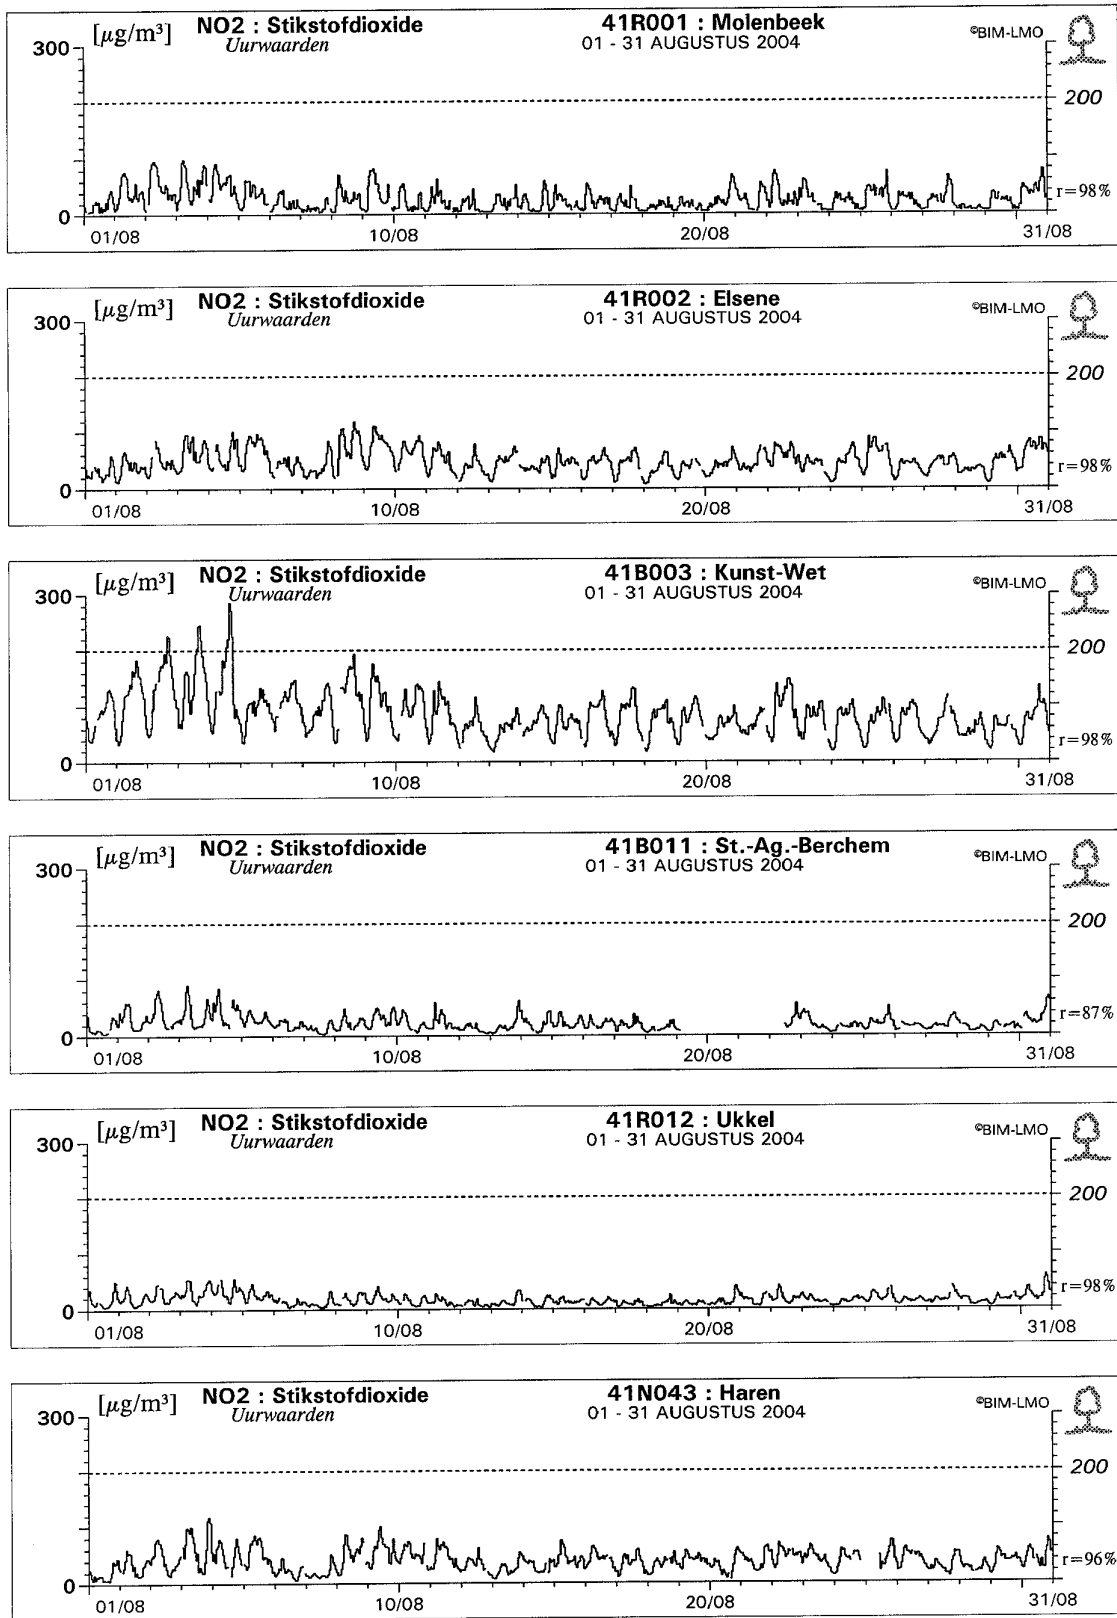 [μg/m³] NO2 : Stikstofdioxide 41R001 : Molenbeek ©BIM-LMO
Uurwaarden 01 - 31 AUGUSTUS 2004
300
200
r=98%
0
01/08 10/08 20/08 31/08
[μg/m³] NO2 : Stikstofdioxide 41R002 : Elsene ©BIM-LMO
Uurwaarden 01 - 31 AUGUSTUS 2004
300
200
r=98%
0
01/08 10/08 20/08 31/08
[μg/m³] NO2 : Stikstofdioxide 41B003 : Kunst-Wet ©BIM-LMO
Uurwaarden 01 - 31 AUGUSTUS 2004
300
200
r=98%
0
01/08 10/08 20/08 31/08
[μg/m³] NO2 : Stikstofdioxide 41B011 : St.-Ag.-Berchem ©BIM-LMO
Uurwaarden 01 - 31 AUGUSTUS 2004
300
200
r=87%
0
01/08 10/08 20/08 31/08
[μg/m³] NO2 : Stikstofdioxide 41R012 : Ukkel ©BIM-LMO
Uurwaarden 01 - 31 AUGUSTUS 2004
300
200
r=98%
0
01/08 10/08 20/08 31/08
[μg/m³] NO2 : Stikstofdioxide 41N043 : Haren ©BIM-LMO
Uurwaarden 01 - 31 AUGUSTUS 2004
300
200
r=96%
0
01/08 10/08 20/08 31/08